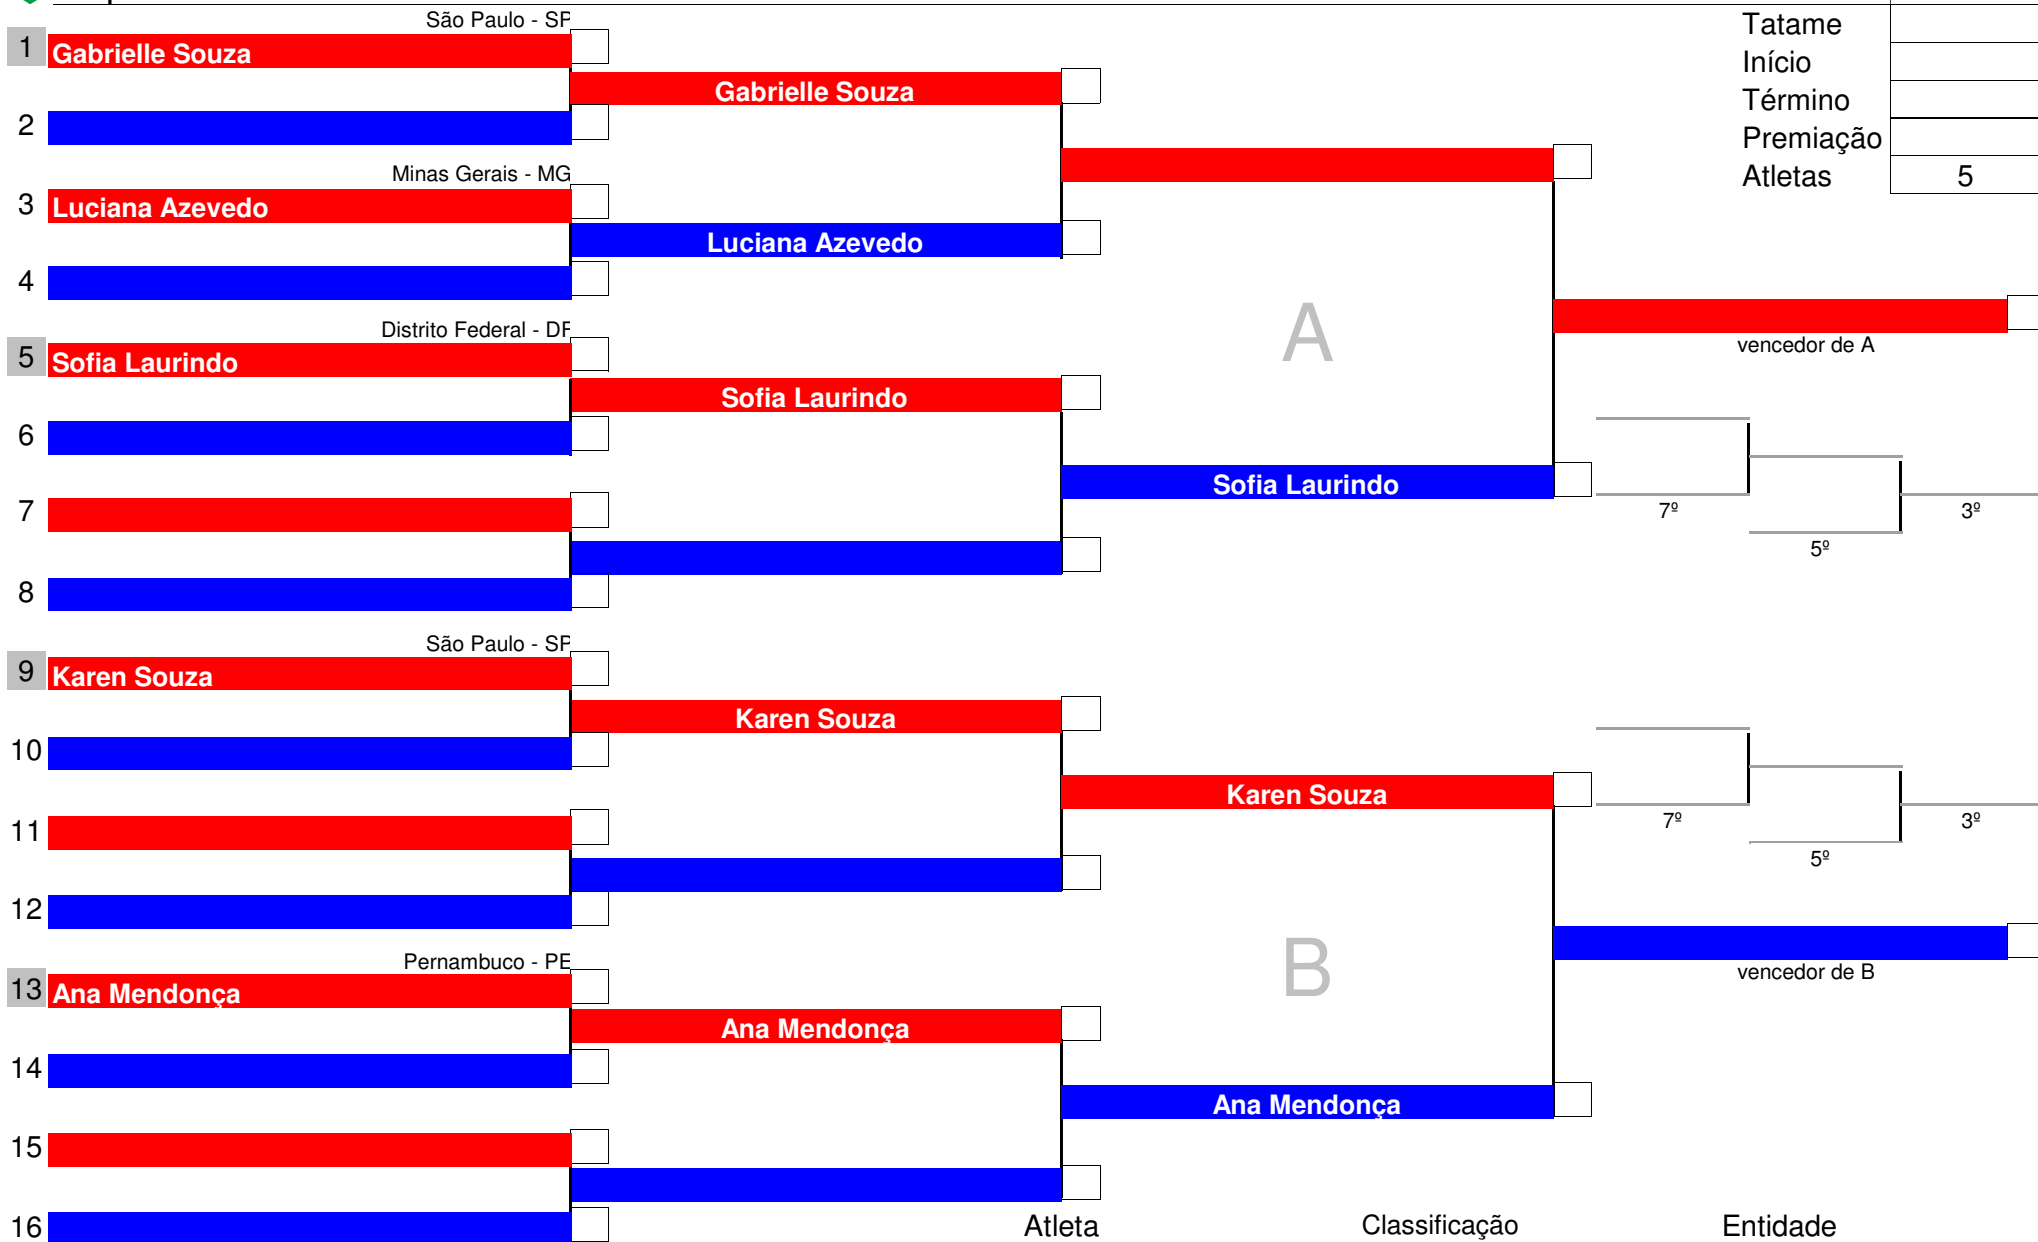 São Paulo - SP
1 Gabrielle Souza
Gabrielle Souza
2
Minas Gerais - MG
3 Luciana Azevedo
Luciana Azevedo
4
Distrito Federal - DF
5 Sofia Laurindo
Sofia Laurindo
6
Sofia Laurindo
7
8
São Paulo - SP
9 Karen Souza
Karen Souza
10
Karen Souza
11
12
Pernambuco - PE
13 Ana Mendonça
Ana Mendonça
14
Ana Mendonça
15
16
A
B
Tatame
Início
Término
Premiação
Atletas 5
vencedor de A
7º
3º
5º
7º
3º
5º
vencedor de B
Atleta Classificação Entidade